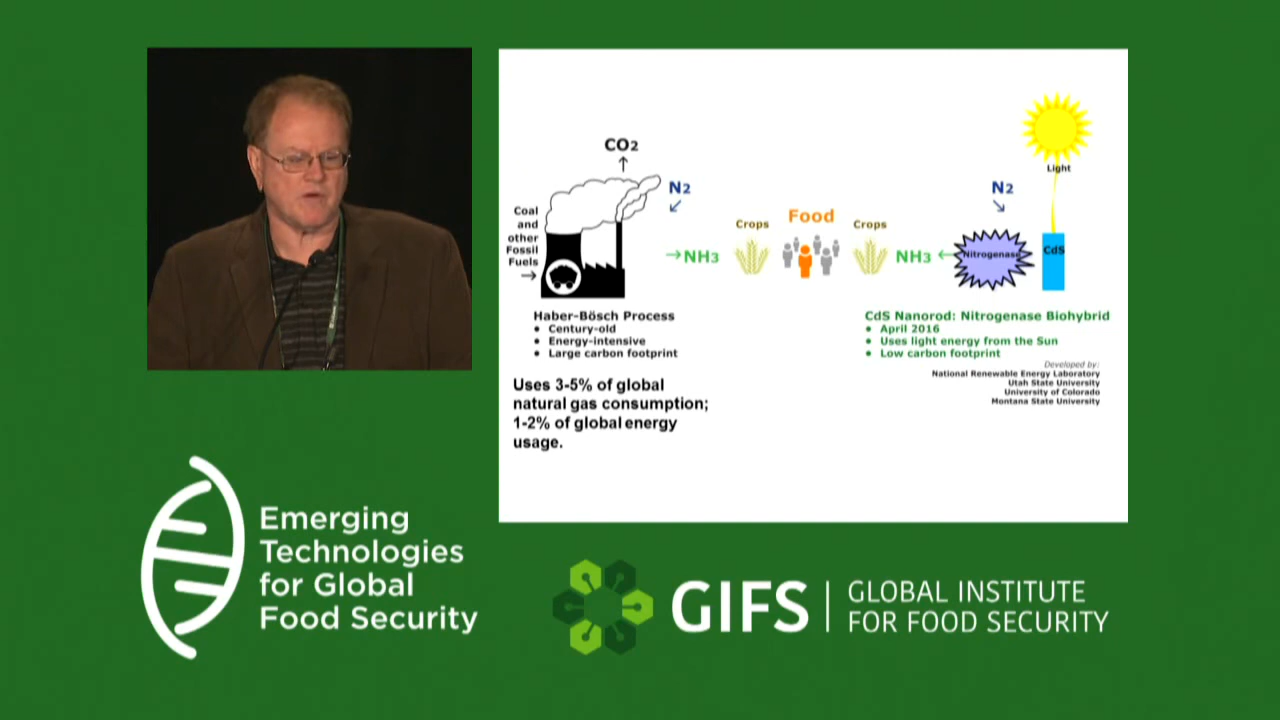 CO2
N2
Coal
and
other
Fossil
Fuels
→
→NH3
Haber-Bösch Process
• Century-old
• Energy-intensive
• Large carbon footprint
Uses 3-5% of global
natural gas consumption;
1-2% of global energy
usage.
Crops
Food
Crops
Light
N2
NH3 ←
Nitrogenase
CdS
CdS Nanorod: Nitrogenase Biohybrid
• April 2016
• Uses light energy from the Sun
• Low carbon footprint
Developed by:
National Renewable Energy Laboratory
Utah State University
University of Colorado
Montana State University
Emerging
Technologies
for Global
Food Security
GIFS
GLOBAL INSTITUTE
FOR FOOD SECURITY